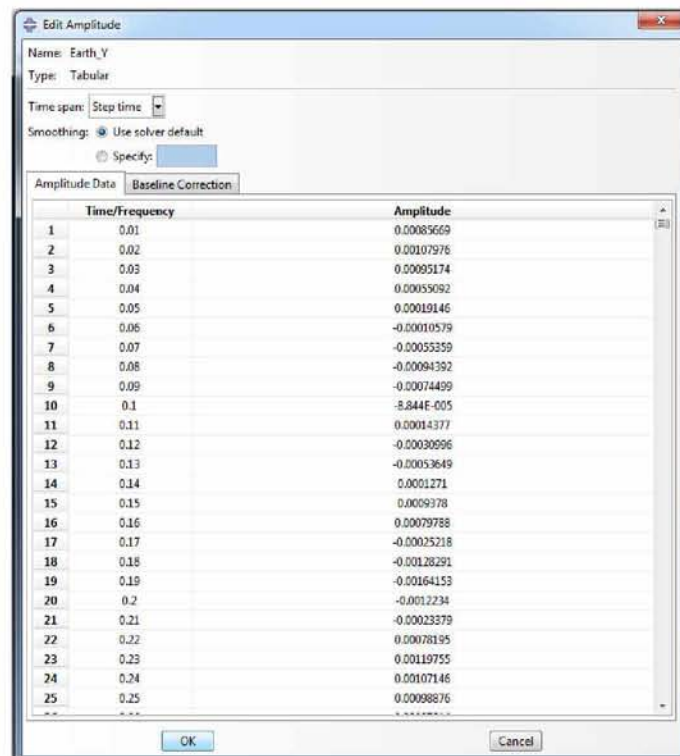 Edit Amplitude
x
Name: Earth_Y
Type: Tabular
Time span: Step time
Smoothing: Use solver default
Specify:
Amplitude Data Baseline Correction
Time/Frequency Amplitude
1 0.01 0.00085669
2 0.02 0.00107976
3 0.03 0.00095174
4 0.04 0.00055092
5 0.05 0.00019146
6 0.06 -0.00010579
7 0.07 -0.00055359
8 0.08 -0.00094392
9 0.09 -0.00074499
10 0.1 -8.844E-005
11 0.11 0.00014377
12 0.12 -0.00030996
13 0.13 -0.00053649
14 0.14 0.0001271
15 0.15 0.0009378
16 0.16 0.00079788
17 0.17 -0.00025218
18 0.18 -0.00128291
19 0.19 -0.00164153
20 0.2 -0.0012234
21 0.21 -0.00023379
22 0.22 0.00078195
23 0.23 0.00119755
24 0.24 0.00107146
25 0.25 0.00098876
OK Cancel